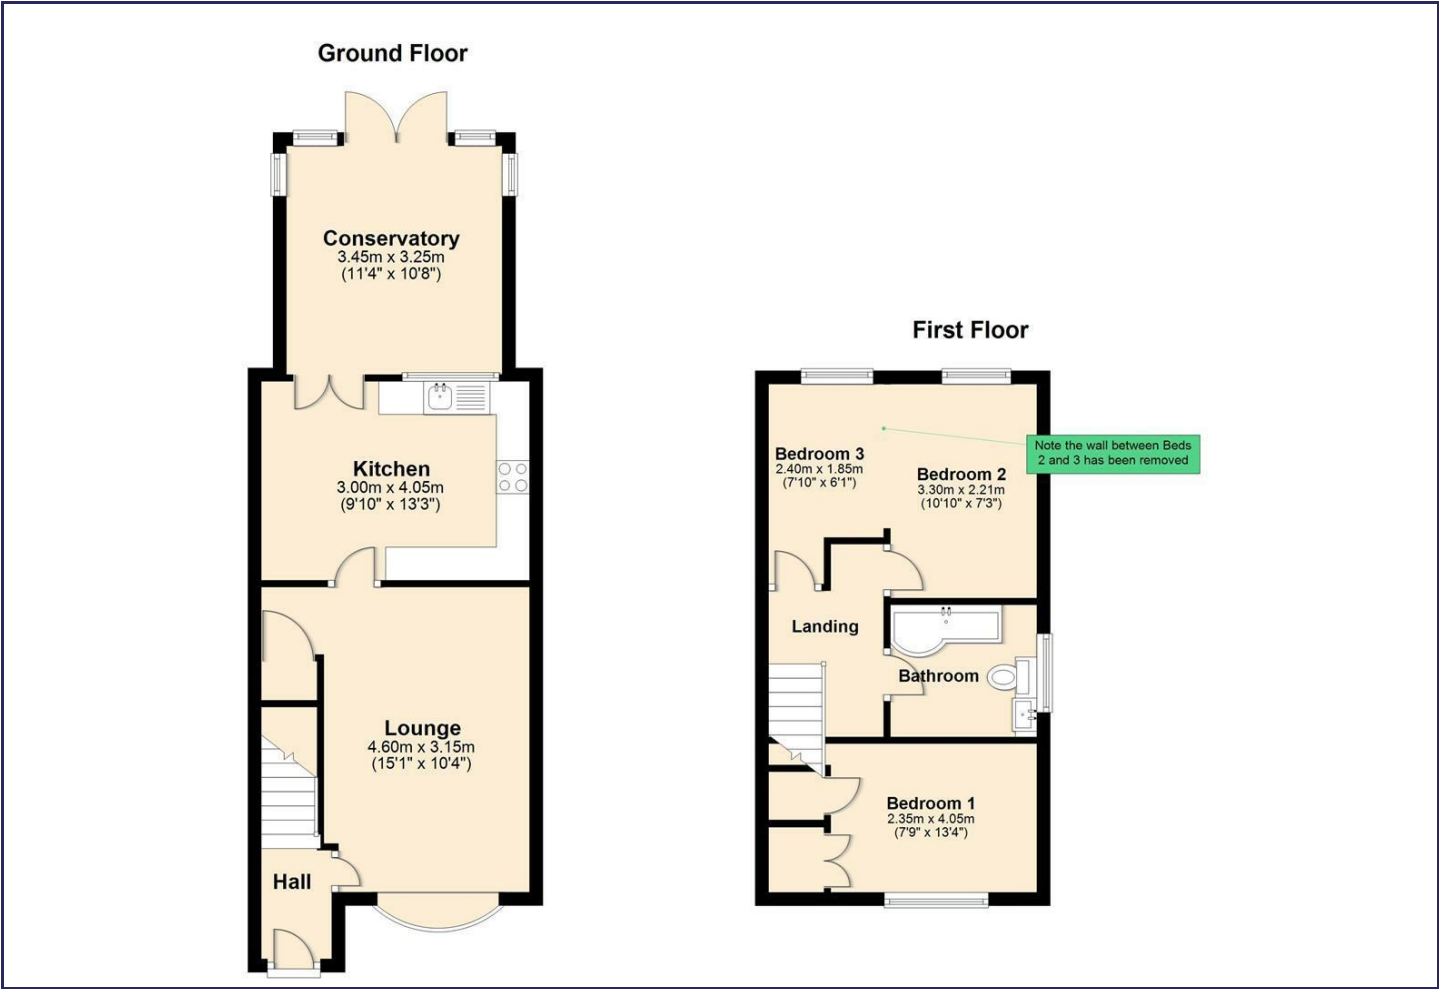 Ground Floor
Conservatory
3.45m x 3.25m
(11'4" x 10'8")
Kitchen
3.00m x 4.05m
(9'10" x 13'3")
Lounge
4.60m x 3.15m
(15'1" x 10'4")
Hall
First Floor
Bedroom 3
2.40m x 1.85m
(7'10" x 6'1")
Bedroom 2
3.30m x 2.21m
(10'10" x 7'3")
Note the wall between Beds
2 and 3 has been removed
Landing
Bathroom
Bedroom 1
2.35m x 4.05m
(7'9" x 13'4")